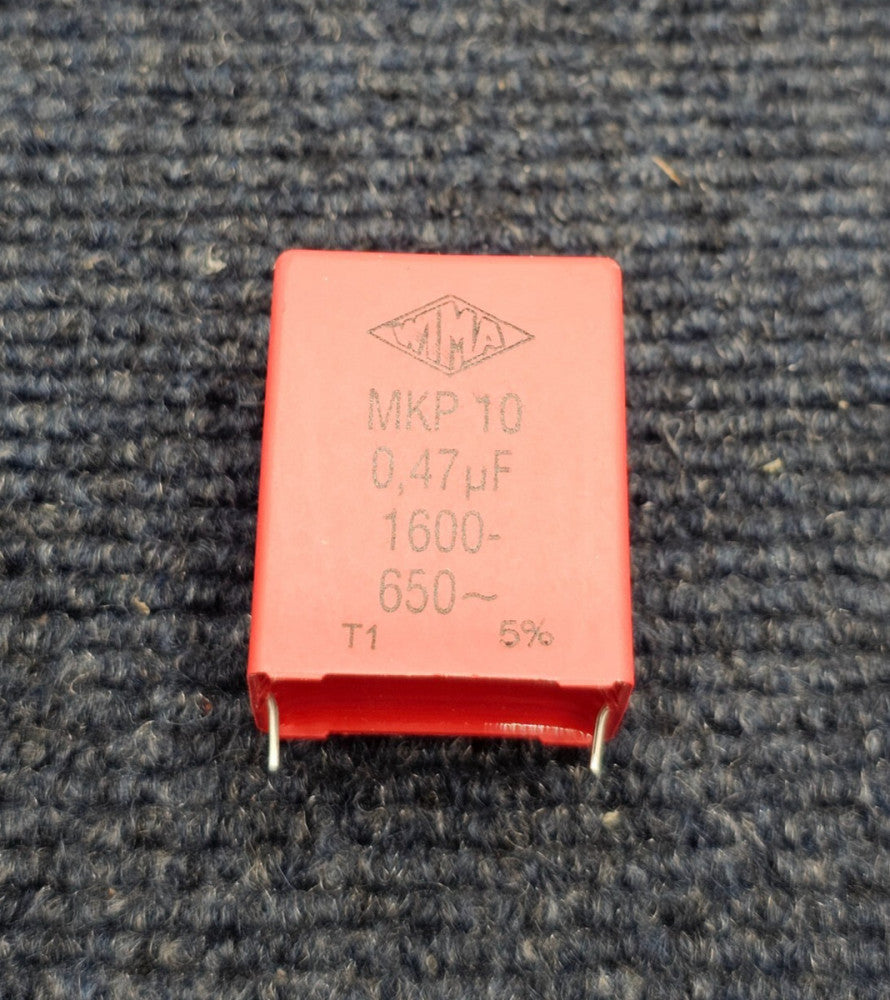 WIMA
MKP 10
0,47µF
1600-
650~
T1 5%